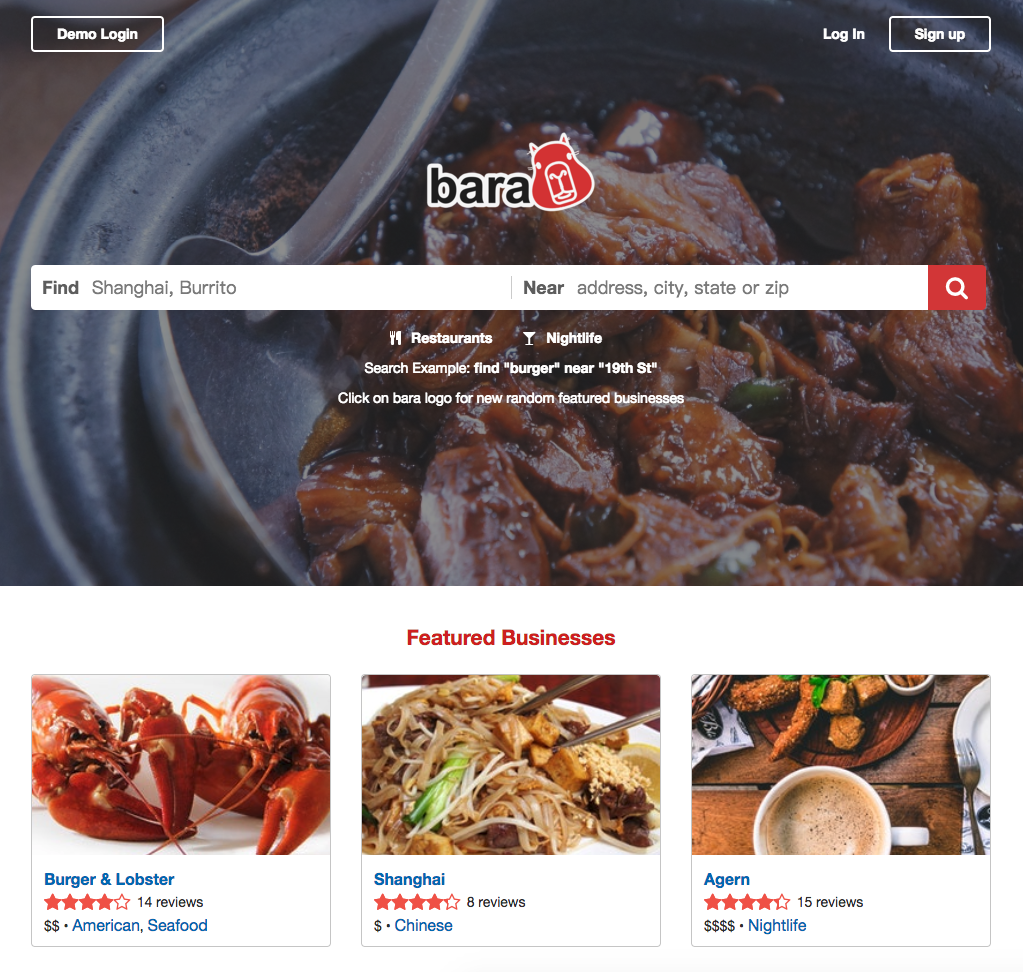 Demo Login
Log In
Sign up
bara
Find Shanghai, Burrito
Near address, city, state or zip
Restaurants
Nightlife
Search Example: find "burger" near "19th St"
Click on bara logo for new random featured businesses
Featured Businesses
Burger & Lobster
14 reviews
$$ • American, Seafood
Shanghai
8 reviews
$ • Chinese
Agern
15 reviews
$$$$ • Nightlife